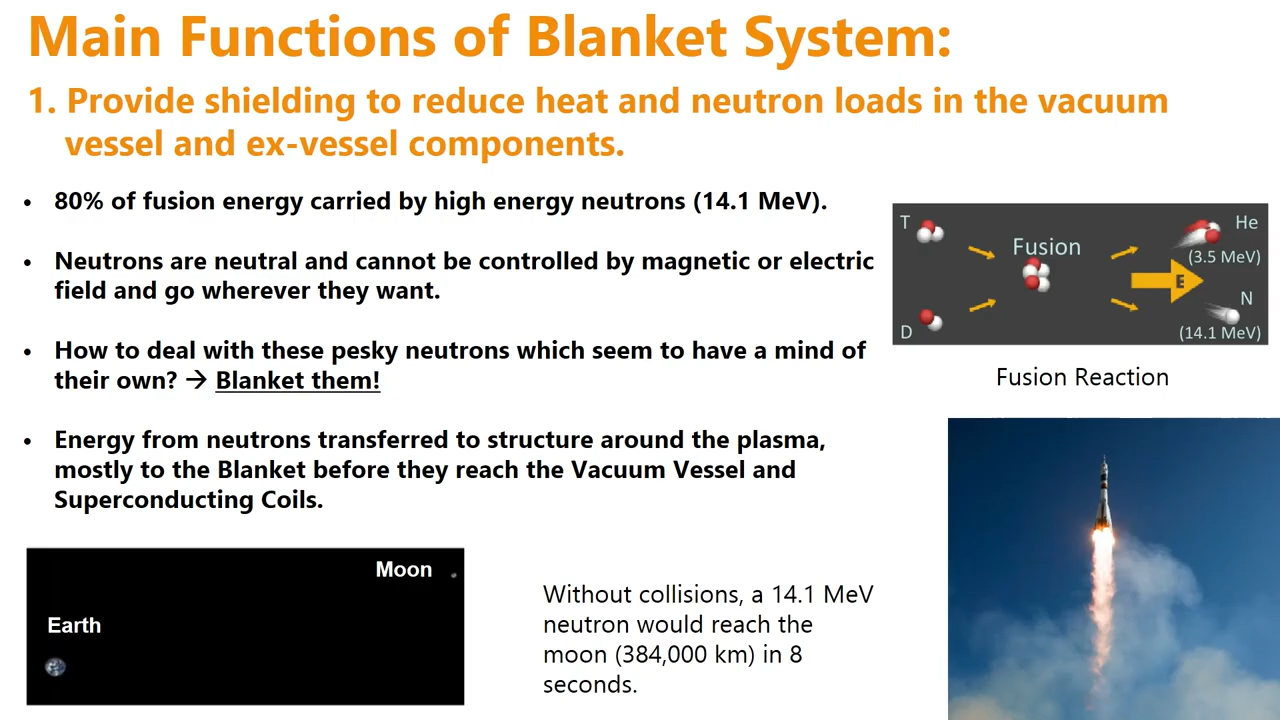 Main Functions of Blanket System:
1. Provide shielding to reduce heat and neutron loads in the vacuum
vessel and ex-vessel components.
• 80% of fusion energy carried by high energy neutrons (14.1 MeV).
• Neutrons are neutral and cannot be controlled by magnetic or electric
field and go wherever they want.
• How to deal with these pesky neutrons which seem to have a mind of
their own? → Blanket them!
• Energy from neutrons transferred to structure around the plasma,
mostly to the Blanket before they reach the Vacuum Vessel and
Superconducting Coils.
T
He
Fusion
(3.5 MeV)
E
N
D
(14.1 MeV)
Fusion Reaction
Moon
Earth
Without collisions, a 14.1 MeV
neutron would reach the
moon (384,000 km) in 8
seconds.